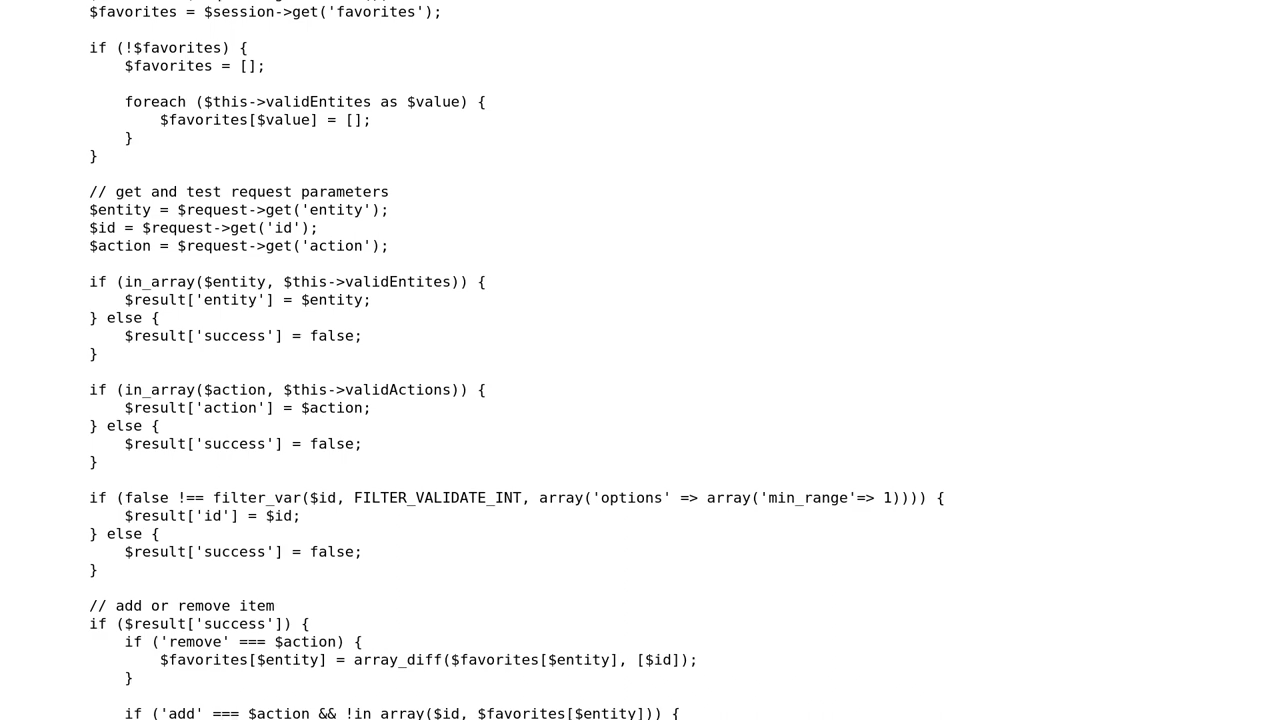 $favorites = $session->get('favorites');
if (!$favorites) {
$favorites = [];
foreach ($this->validEntites as $value) {
$favorites[$value] = [];
}
}
// get and test request parameters
$entity = $request->get('entity');
$id = $request->get('id');
$action = $request->get('action');
if (in_array($entity, $this->validEntites)) {
$result['entity'] = $entity;
} else {
$result['success'] = false;
}
if (in_array($action, $this->validActions)) {
$result['action'] = $action;
} else {
$result['success'] = false;
}
if (false !== filter_var($id, FILTER_VALIDATE_INT, array('options' => array('min_range'=> 1)))) {
$result['id'] = $id;
} else {
$result['success'] = false;
}
// add or remove item
if ($result['success']) {
if ('remove' === $action) {
$favorites[$entity] = array_diff($favorites[$entity], [$id]);
}
if ('add' === $action && !in_array($id, $favorites[$entity])) {